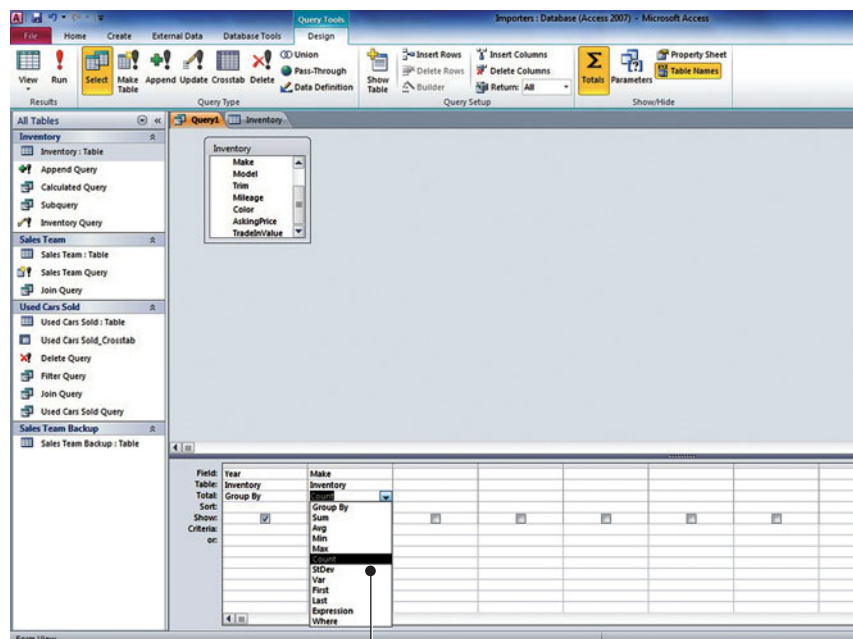 Query Tools
Importers : Database (Access 2007) - Microsoft Access
File Home Create External Data Database Tools Design
View Run Select Make Table Append Update Crosstab Delete Union Pass-Through Data Definition Show Table Insert Rows Delete Rows Builder Insert Columns Delete Columns Return: All Totals Parameters Property Sheet Table Names
Results Query Type Query Setup Show/Hide
All Tables
Query1 Inventory
Inventory
Inventory : Table
Append Query
Calculated Query
Subquery
Inventory Query
Sales Team
Sales Team : Table
Sales Team Query
Join Query
Used Cars Sold
Used Cars Sold : Table
Used Cars Sold_Crosstab
Delete Query
Filter Query
Join Query
Used Cars Sold Query
Sales Team Backup
Sales Team Backup : Table
Inventory
Make
Model
Trim
Mileage
Color
AskingPrice
TradeInValue
Field: Year Make
Table: Inventory Inventory
Total: Group By Count
Sort:
Show:
Criteria:
or:
Group By
Sum
Avg
Min
Max
Count
StDev
Var
First
Last
Expression
Where
Form View